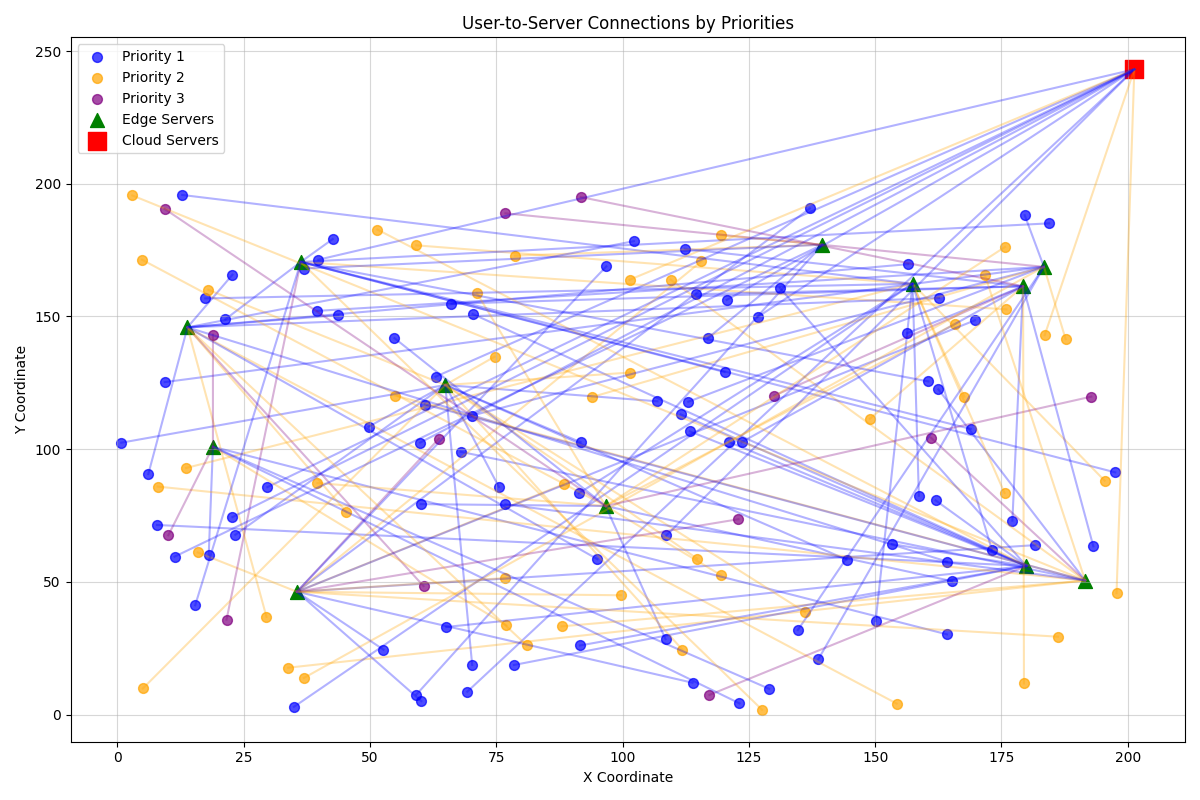 User-to-Server Connections by Priorities
Priority 1
Priority 2
Priority 3
Edge Servers
Cloud Servers
Y Coordinate
250
200
150
100
50
0
0 25 50 75 100 125 150 175 200
X Coordinate